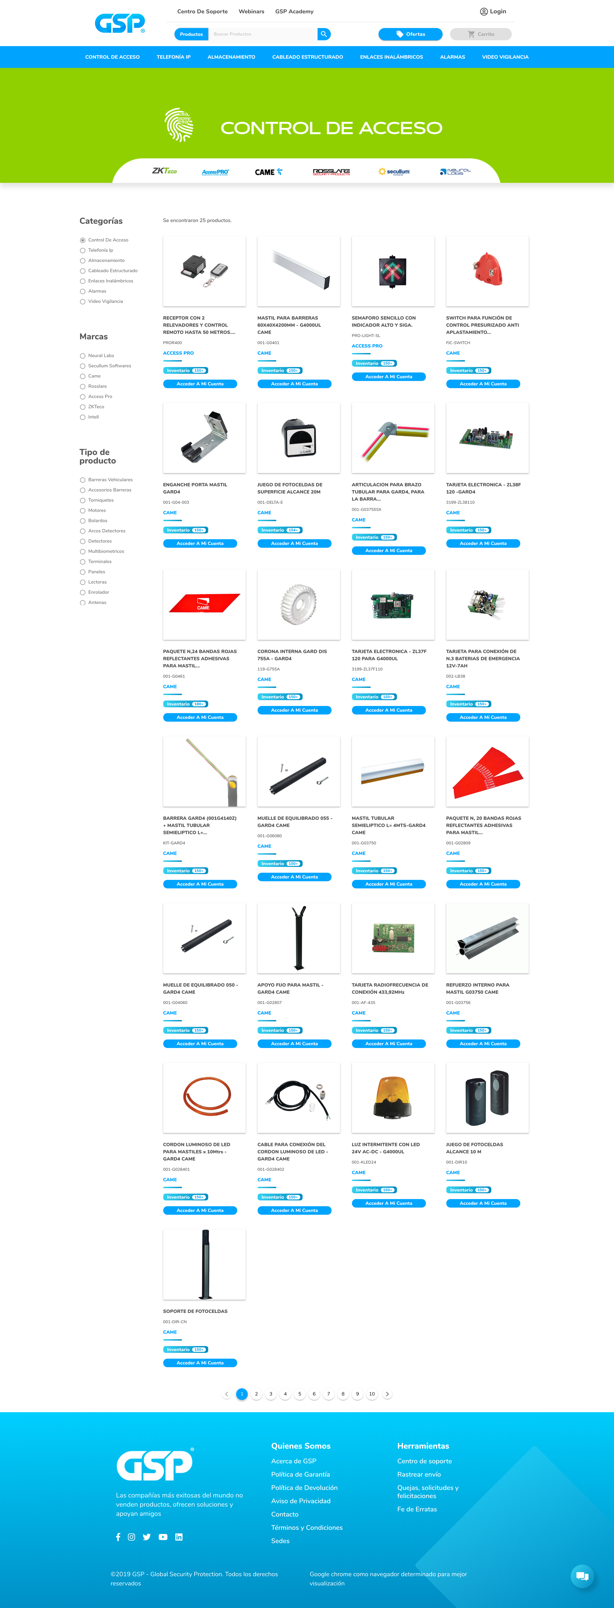 Centro De Soporte
Webinars
GSP Academy
Login
GSP
Productos
Buscar Productos
Ofertas
Carrito
CONTROL DE ACCESO
TELEFONÍA IP
ALMACENAMIENTO
CABLEADO ESTRUCTURADO
ENLACES INALÁMBRICOS
ALARMAS
VIDEO VIGILANCIA
CONTROL DE ACCESO
ZKTeco
AccessPRO
CAME
ROSSLARE
SECURITY PRODUCTS
secullum
NEURAL LABS
Categorías
Control De Acceso
Telefonía Ip
Almacenamiento
Cableado Estructurado
Enlaces Inalámbricos
Alarmas
Video Vigilancia
Marcas
Neural Labs
Secullum Softwares
Came
Rosslare
Access Pro
ZKTeco
Intell
Tipo de
producto
Barreras Vehiculares
Accesorios Barreras
Torniquetes
Motores
Bolardos
Arcos Detectores
Detectores
Multibiometricos
Terminales
Paneles
Lectoras
Enrolador
Antenas
Se encontraron 25 productos.
RECEPTOR CON 2
RELEVADORES Y CONTROL
REMOTO HASTA 50 METROS....
PROR400
ACCESS PRO
Inventario
Acceder A Mi Cuenta
MASTIL PARA BARRERAS
60X40X4200MM - G4000UL
CAME
001-G0401
CAME
Inventario
Acceder A Mi Cuenta
SEMAFORO SENCILLO CON
INDICADOR ALTO Y SIGA.
PRO-LIGHT-SL
ACCESS PRO
Inventario
Acceder A Mi Cuenta
SWITCH PARA FUNCIÓN DE
CONTROL PRESURIZADO ANTI
APLASTAMIENTO...
FIC-SWITCH
CAME
Inventario
Acceder A Mi Cuenta
ENGANCHE PORTA MASTIL
GARD4
001-G04-003
CAME
Inventario
Acceder A Mi Cuenta
JUEGO DE FOTOCELDAS DE
SUPERFICIE ALCANCE 20M
001-DELTA-S
CAME
Inventario
Acceder A Mi Cuenta
ARTICULACION PARA BRAZO
TUBULAR PARA GARD4, PARA
LA BARRA...
001-G03755SX
CAME
Inventario
Acceder A Mi Cuenta
TARJETA ELECTRONICA - ZL38F
120 -GARD4
3199-ZL38110
CAME
Inventario
Acceder A Mi Cuenta
CAME
PAQUETE N,24 BANDAS ROJAS
REFLECTANTES ADHESIVAS
PARA MASTIL...
001-G0461
CAME
Inventario
Acceder A Mi Cuenta
CORONA INTERNA GARD DIS
755A - GARD4
119-G755A
CAME
Inventario
Acceder A Mi Cuenta
TARJETA ELECTRONICA - ZL37F
120 PARA G4000UL
3199-ZL37F110
CAME
Inventario
Acceder A Mi Cuenta
TARJETA PARA CONEXIÓN DE
N.3 BATERIAS DE EMERGENCIA
12V-7AH
002-LB38
CAME
Inventario
Acceder A Mi Cuenta
BARRERA GARD4 (001G41402)
+ MASTIL TUBULAR
SEMIELIPTICO L=...
KIT-GARD4
CAME
Inventario
Acceder A Mi Cuenta
MUELLE DE EQUILIBRADO 055 -
GARD4 CAME
001-G06080
CAME
Inventario
Acceder A Mi Cuenta
MASTIL TUBULAR
SEMIELIPTICO L= 4MTS-GARD4
CAME
001-G03750
CAME
Inventario
Acceder A Mi Cuenta
PAQUETE N, 20 BANDAS ROJAS
REFLECTANTES ADHESIVAS
PARA MASTIL...
001-G02809
CAME
Inventario
Acceder A Mi Cuenta
MUELLE DE EQUILIBRADO 050 -
GARD4 CAME
001-G04060
CAME
Inventario
Acceder A Mi Cuenta
APOYO FIJO PARA MASTIL -
GARD4 CAME
001-G02807
CAME
Inventario
Acceder A Mi Cuenta
TARJETA RADIOFRECUENCIA DE
CONEXIÓN 433,92MHz
001-AF-43S
CAME
Inventario
Acceder A Mi Cuenta
REFUERZO INTERNO PARA
MASTIL G03750 CAME
001-G03756
CAME
Inventario
Acceder A Mi Cuenta
CORDON LUMINOSO DE LED
PARA MASTILES x 10Mtrs -
GARD4 CAME
001-G028401
CAME
Inventario
Acceder A Mi Cuenta
CABLE PARA CONEXIÓN DEL
CORDON LUMINOSO DE LED -
GARD4 CAME
001-G028402
CAME
Inventario
Acceder A Mi Cuenta
LUZ INTERMITENTE CON LED
24V AC-DC - G4000UL
001-KLED24
CAME
Inventario
Acceder A Mi Cuenta
JUEGO DE FOTOCELDAS
ALCANCE 10 M
001-DIR10
CAME
Inventario
Acceder A Mi Cuenta
SOPORTE DE FOTOCELDAS
001-DIR-CN
CAME
Inventario
Acceder A Mi Cuenta
1 2 3 4 5 6 7 8 9 10
GSP
Las compañías más exitosas del mundo no
venden productos, ofrecen soluciones y
apoyan amigos
Quienes Somos
Acerca de GSP
Política de Garantía
Política de Devolución
Aviso de Privacidad
Contacto
Términos y Condiciones
Sedes
Herramientas
Centro de soporte
Rastrear envío
Quejas, solicitudes y
felicitaciones
Fe de Erratas
©2019 GSP - Global Security Protection. Todos los derechos
reservados
Google chrome como navegador determinado para mejor
visualización